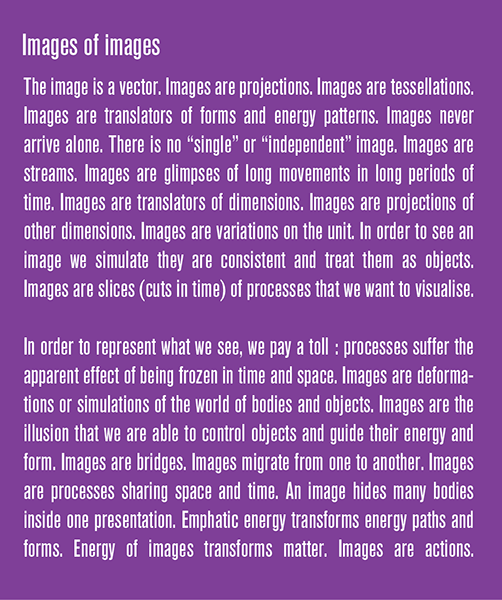 Images of images
The image is a vector. Images are projections. Images are tessellations.
Images are translators of forms and energy patterns. Images never
arrive alone. There is no “single” or “independent” image. Images are
streams. Images are glimpses of long movements in long periods of
time. Images are translators of dimensions. Images are projections of
other dimensions. Images are variations on the unit. In order to see an
image we simulate they are consistent and treat them as objects.
Images are slices (cuts in time) of processes that we want to visualise.
In order to represent what we see, we pay a toll : processes suffer the
apparent effect of being frozen in time and space. Images are deforma-
tions or simulations of the world of bodies and objects. Images are the
illusion that we are able to control objects and guide their energy and
form. Images are bridges. Images migrate from one to another. Images
are processes sharing space and time. An image hides many bodies
inside one presentation. Emphatic energy transforms energy paths and
forms. Energy of images transforms matter. Images are actions.